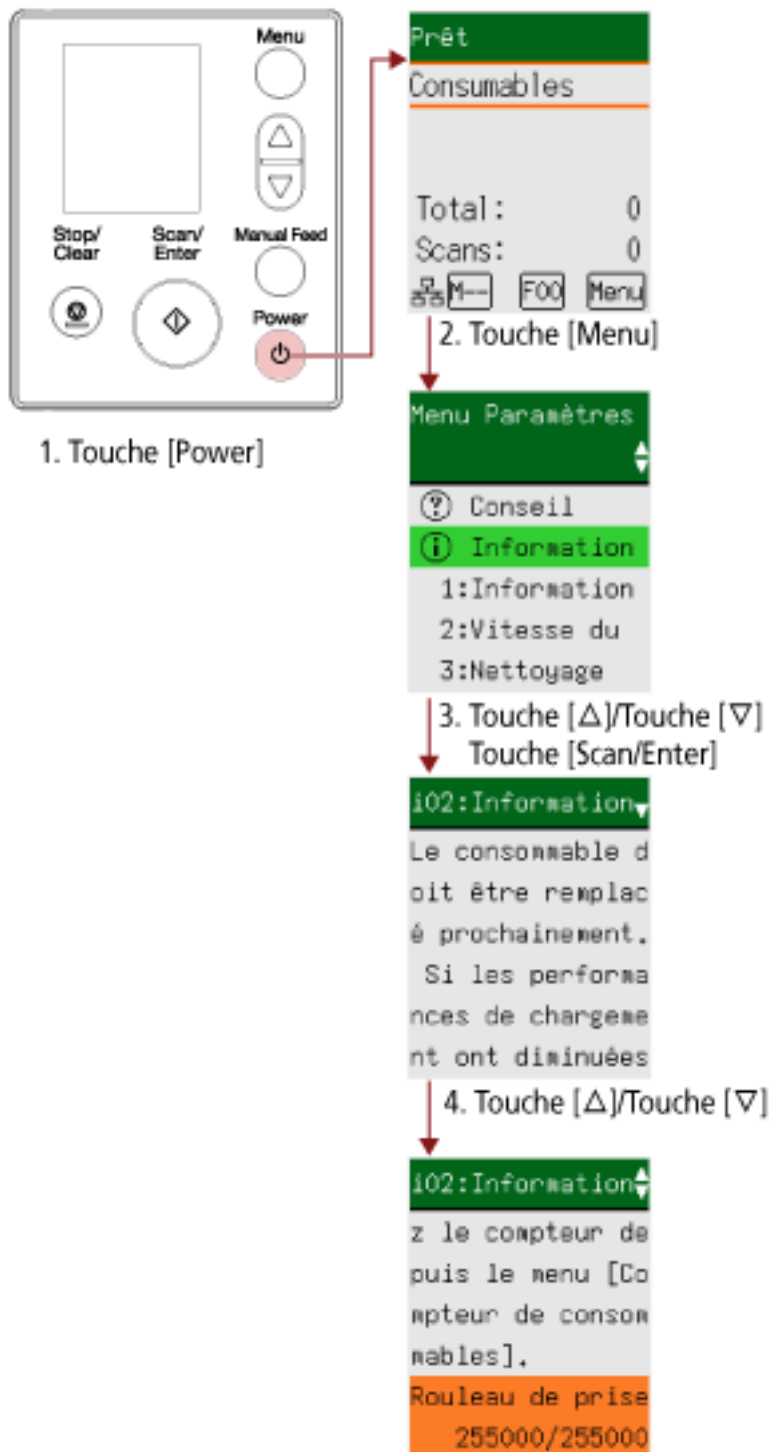 Menu
Stop/
Clear
Scan/
Enter
Manual Feed
Power
1. Touche [Power]
Prêt
Consumables
Total: 0
Scans: 0
M-- F00 Menu
2. Touche [Menu]
Menu Paramètres
Conseil
Information
1:Information
2:Vitesse du
3:Nettoyage
3. Touche [△]/Touche [▽]
Touche [Scan/Enter]
i02:Information
Le consommable d
oit être remplac
é prochainement.
Si les performa
nces de chargeme
nt ont diminuées
4. Touche [△]/Touche [▽]
i02:Information
z le compteur de
puis le menu [Co
mpteur de consom
mables].
Rouleau de prise
255000/255000